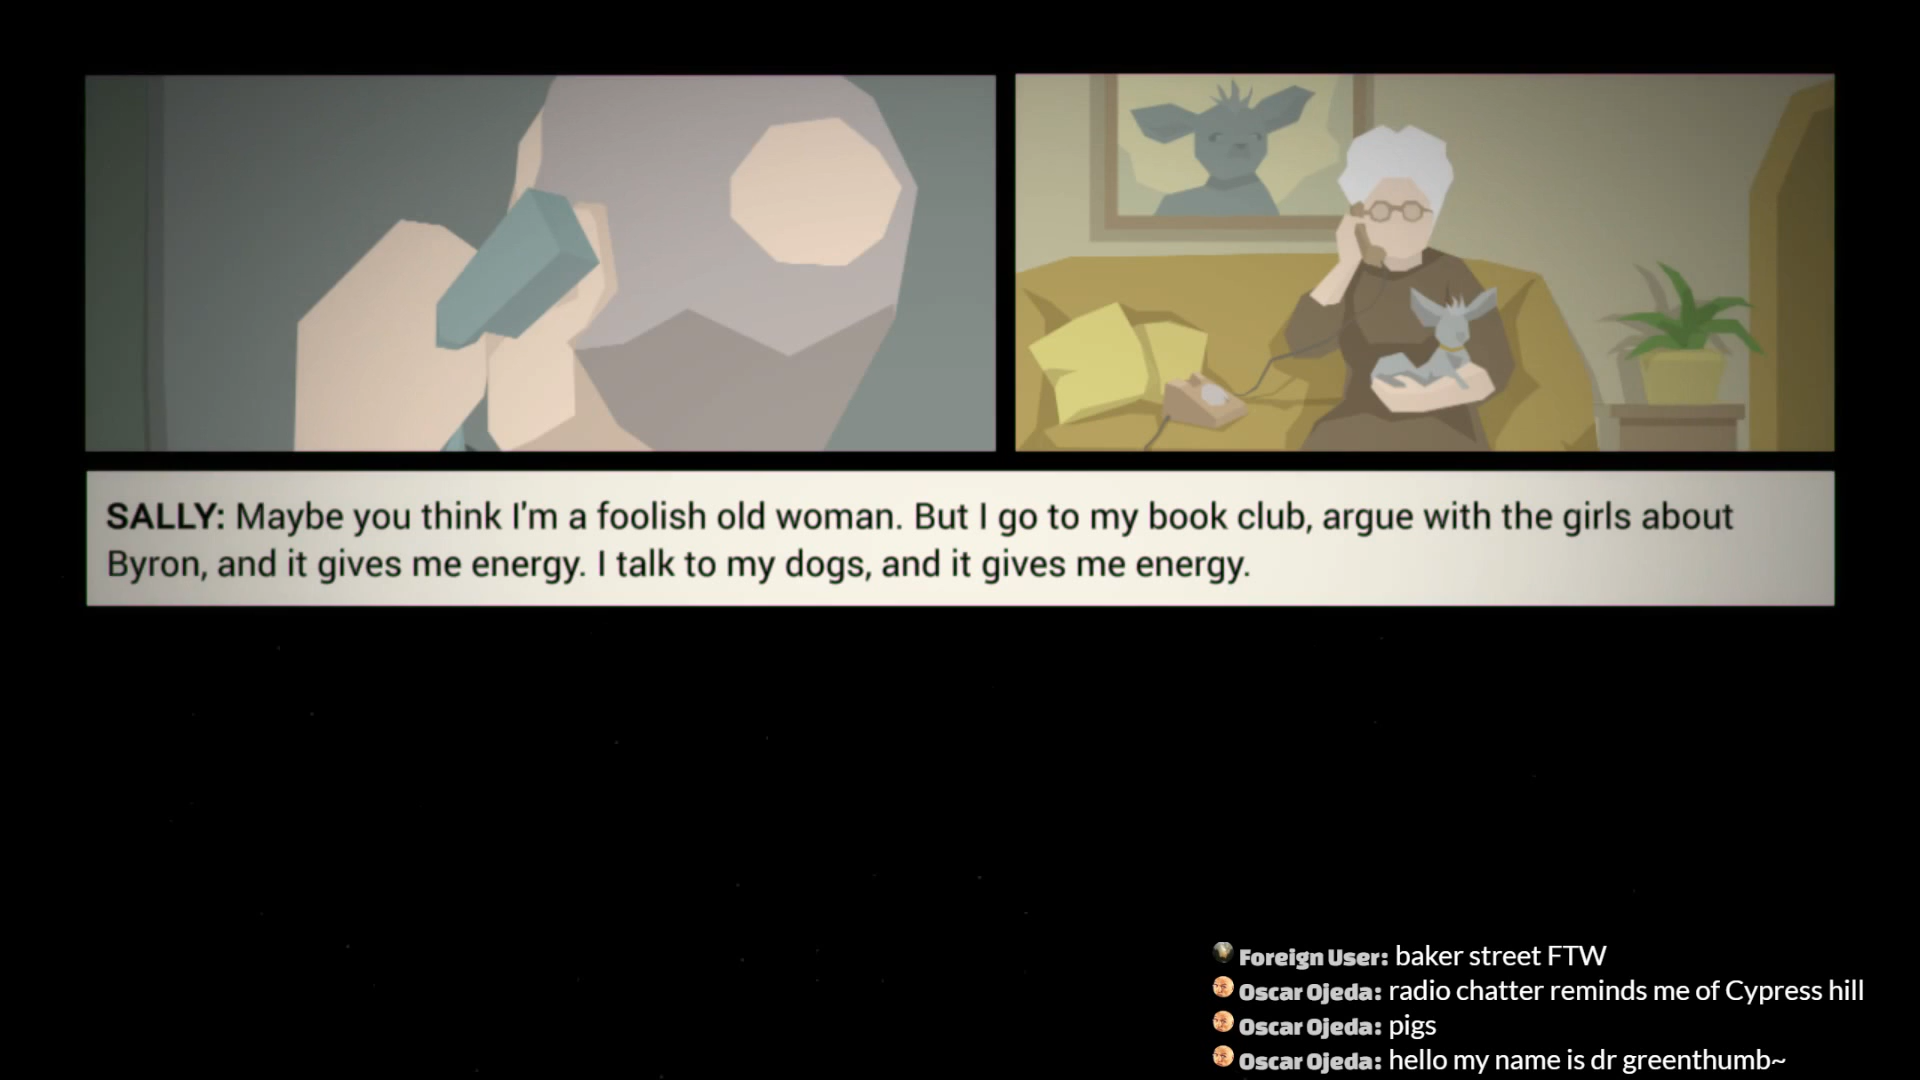 SALLY: Maybe you think I'm a foolish old woman. But I go to my book club, argue with the girls about
Byron, and it gives me energy. I talk to my dogs, and it gives me energy.
Foreign User: baker street FTW
Oscar Ojeda: radio chatter reminds me of Cypress hill
Oscar Ojeda: pigs
Oscar Ojeda: hello my name is dr greenthumb~